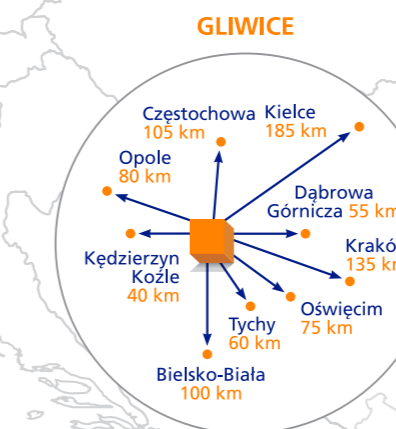 GLIWICE
Częstochowa
105 km
Kielce
185 km
Opole
80 km
Dąbrowa
Górnicza 55 km
Kędzierzyn
Koźle
40 km
135 km
Oświęcim
75 km
Tychy
60 km
Bielsko-Biała
100 km